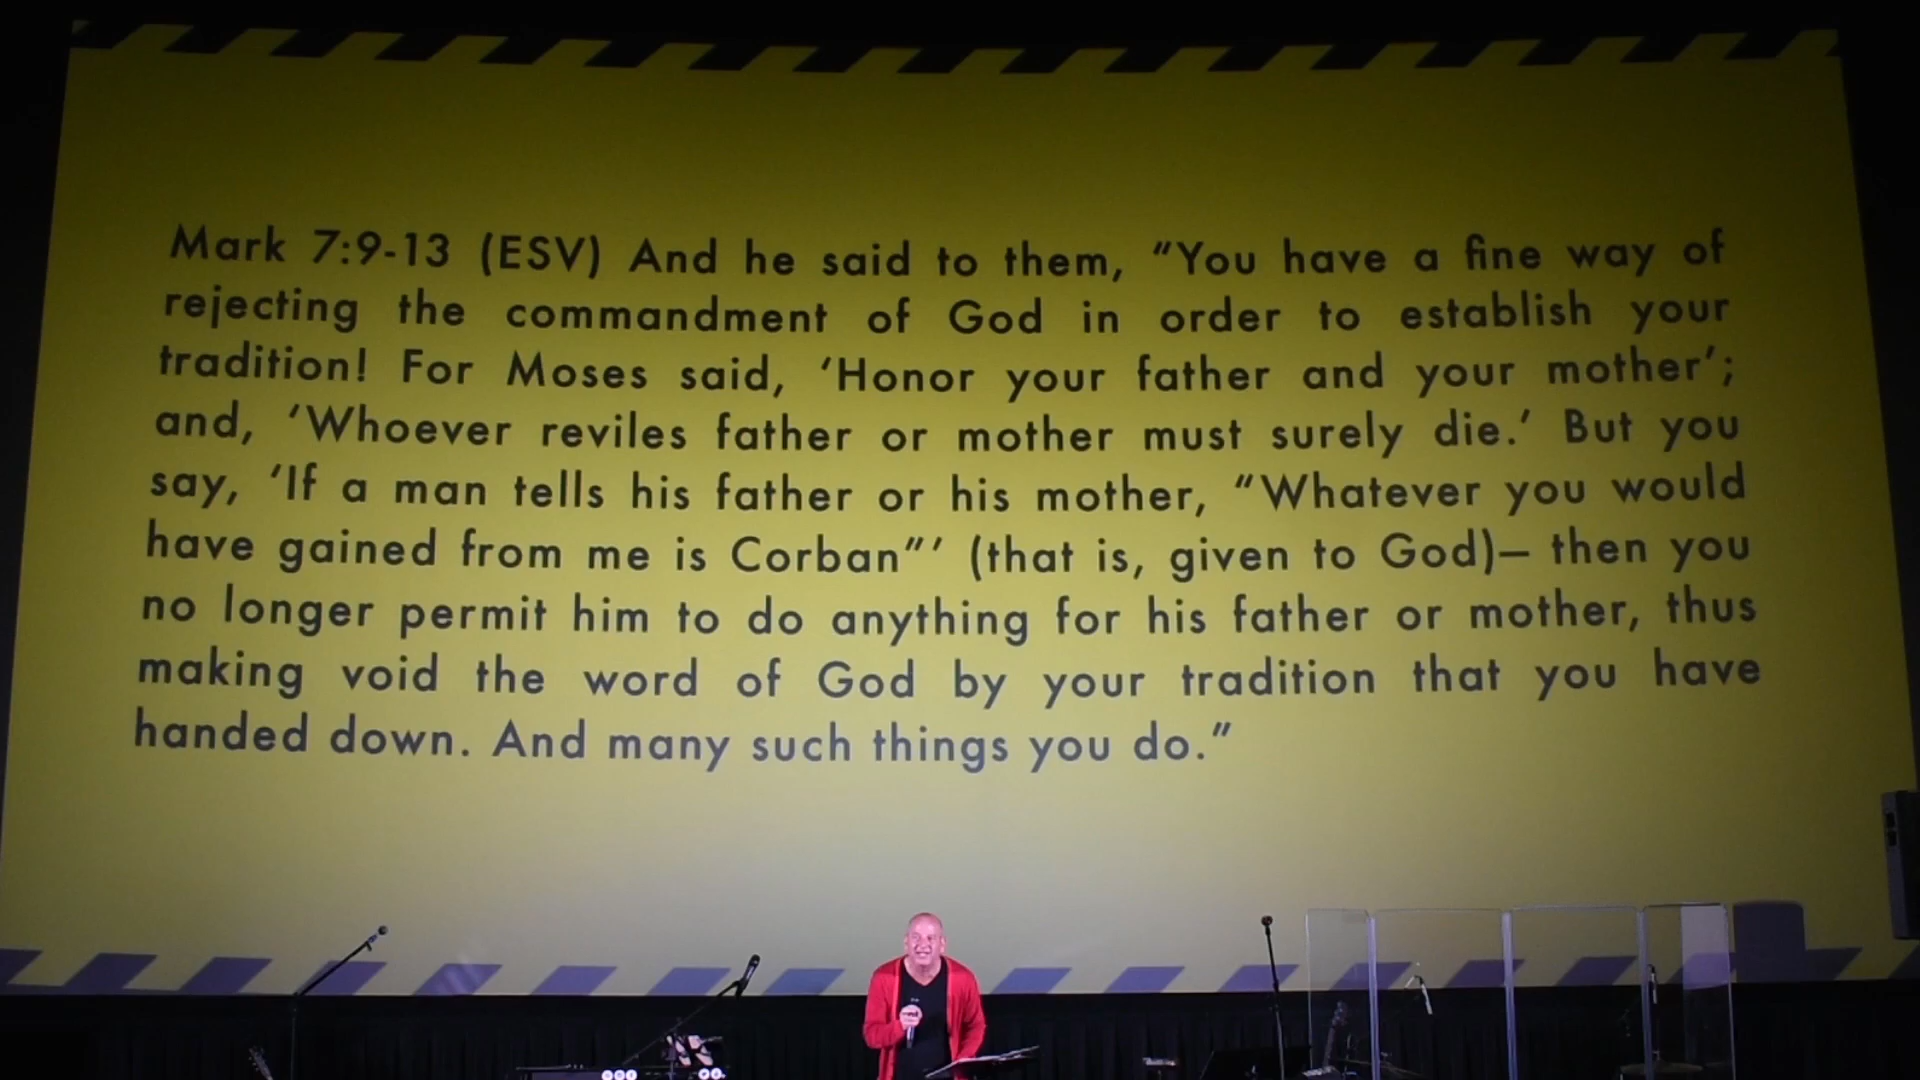 Mark 7:9-13 (ESV) And he said to them, “You have a fine way of
rejecting the commandment of God in order to establish your
tradition! For Moses said, ‘Honor your father and your mother’;
and, ‘Whoever reviles father or mother must surely die.’ But you
say, ‘If a man tells his father or his mother, “Whatever you would
have gained from me is Corban”’ (that is, given to God)— then you
no longer permit him to do anything for his father or mother, thus
making void the word of God by your tradition that you have
handed down. And many such things you do.”